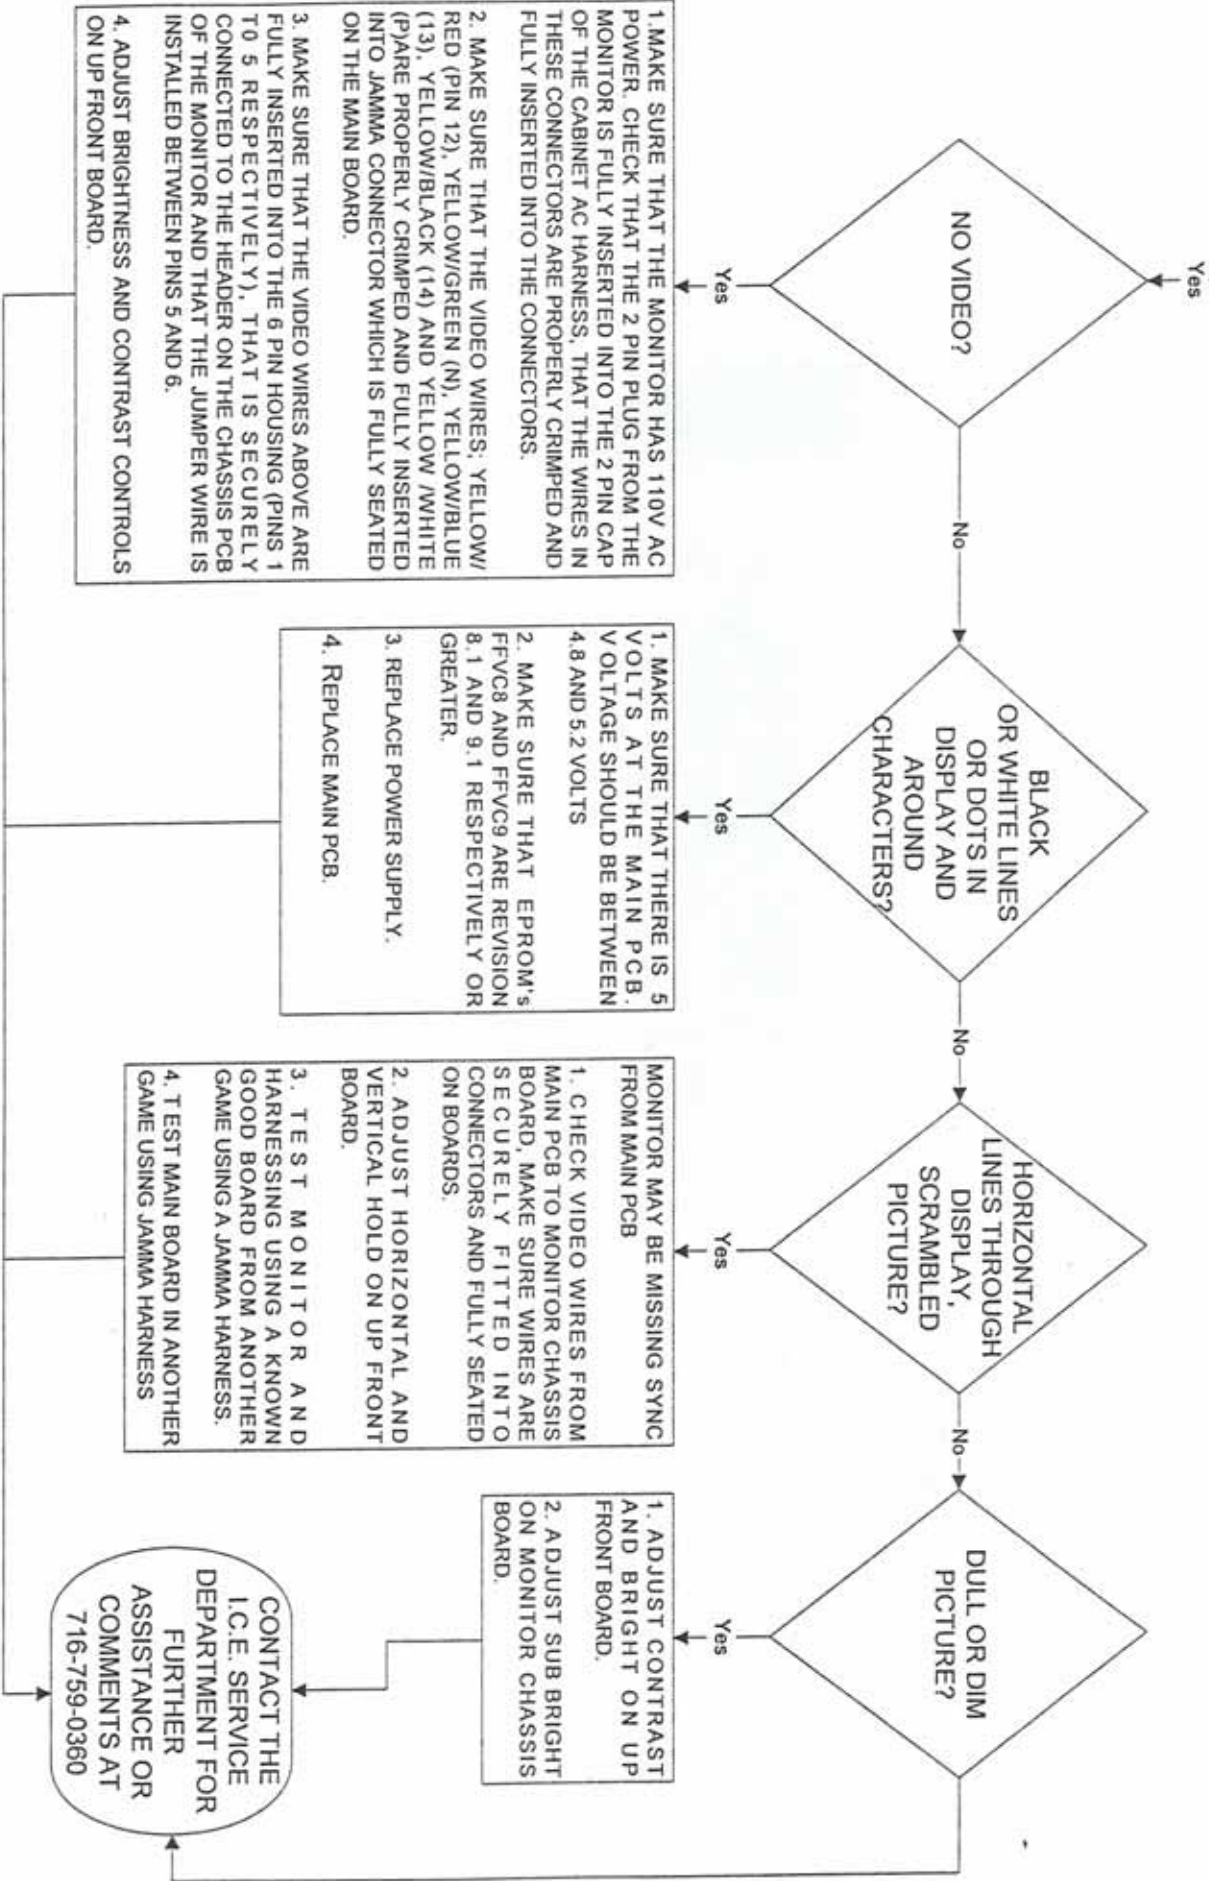 Yes
NO VIDEO?
No
BLACK
OR WHITE LINES
OR DOTS IN
DISPLAY AND
AROUND
CHARACTERS?
No
HORIZONTAL
LINES THROUGH
DISPLAY,
SCRAMBLED
PICTURE?
No
DULL OR DIM
PICTURE?
Yes
Yes
Yes
Yes
1.MAKE SURE THAT THE MONITOR HAS 110V AC
POWER. CHECK THAT THE 2 PIN PLUG FROM THE
MONITOR IS FULLY INSERTED INTO THE 2 PIN CAP
OF THE CABINET AC HARNESS, THAT THE WIRES IN
THESE CONNECTORS ARE PROPERLY CRIMPED AND
FULLY INSERTED INTO THE CONNECTORS.
2. MAKE SURE THAT THE VIDEO WIRES; YELLOW/
RED (PIN 12), YELLOW/GREEN (N), YELLOW/BLUE
(13), YELLOW/BLACK (14) AND YELLOW /WHITE
(P)ARE PROPERLY CRIMPED AND FULLY INSERTED
INTO JAMMA CONNECTOR WHICH IS FULLY SEATED
ON THE MAIN BOARD.
3. MAKE SURE THAT THE VIDEO WIRES ABOVE ARE
FULLY INSERTED INTO THE 6 PIN HOUSING (PINS 1
T0 5 RESPECTIVELY), THAT IS SECURELY
CONNECTED TO THE HEADER ON THE CHASSIS PCB
OF THE MONITOR AND THAT THE JUMPER WIRE IS
INSTALLED BETWEEN PINS 5 AND 6.
4. ADJUST BRIGHTNESS AND CONTRAST CONTROLS
ON UP FRONT BOARD.
1. MAKE SURE THAT THERE IS 5
VOLTS AT THE MAIN PCB.
VOLTAGE SHOULD BE BETWEEN
4.8 AND 5.2 VOLTS
2. MAKE SURE THAT EPROM's
FFVC8 AND FFVC9 ARE REVISION
8.1 AND 9.1 RESPECTIVELY OR
GREATER.
3. REPLACE POWER SUPPLY.
4. REPLACE MAIN PCB.
MONITOR MAY BE MISSING SYNC
FROM MAIN PCB
1. CHECK VIDEO WIRES FROM
MAIN PCB TO MONITOR CHASSIS
BOARD, MAKE SURE WIRES ARE
SECURELY FITTED INTO
CONNECTORS AND FULLY SEATED
ON BOARDS.
2. ADJUST HORIZONTAL AND
VERTICAL HOLD ON UP FRONT
BOARD.
3. TEST MONITOR AND
HARNESSING USING A KNOWN
GOOD BOARD FROM ANOTHER
GAME USING A JAMMA HARNESS.
4. T EST MAIN BOARD IN ANOTHER
GAME USING JAMMA HARNESS
1. ADJUST CONTRAST
AND BRIGHT ON UP
FRONT BOARD.
2. ADJUST SUB BRIGHT
ON MONITOR CHASSIS
BOARD.
CONTACT THE
I.C.E. SERVICE
DEPARTMENT FOR
FURTHER
ASSISTANCE OR
COMMENTS AT
716-759-0360